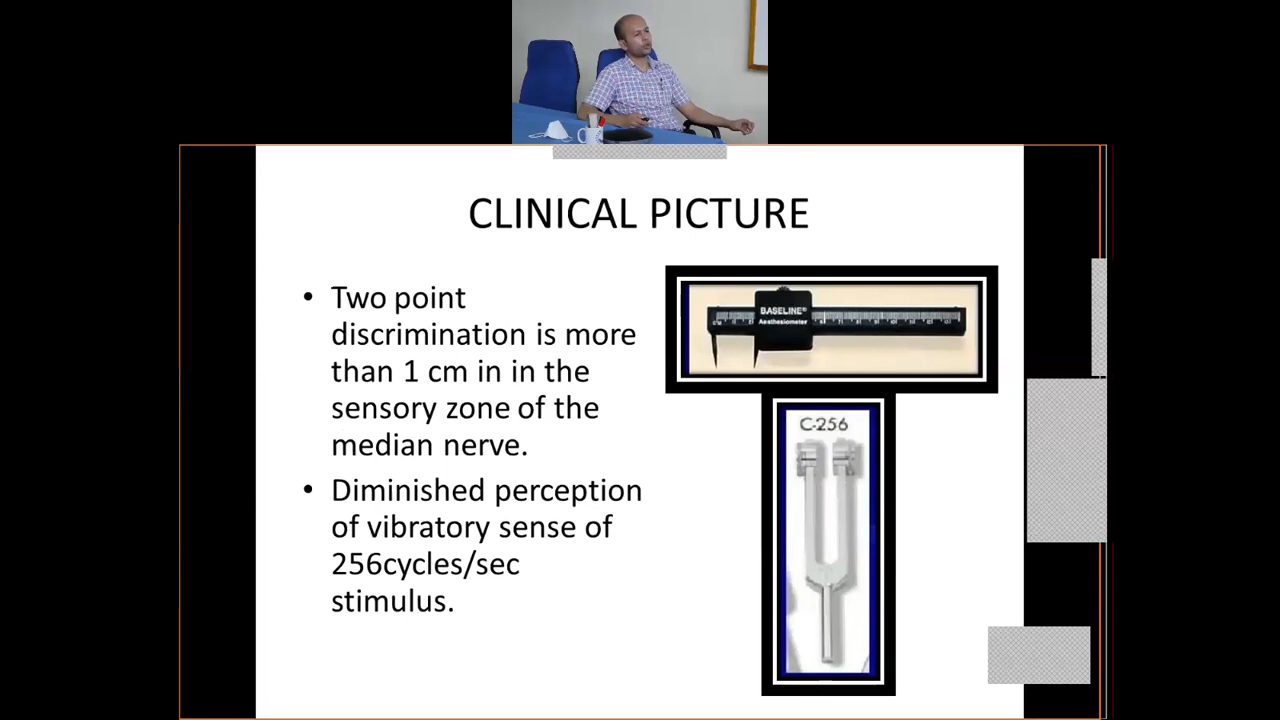 CLINICAL PICTURE
• Two point
discrimination is more
than 1 cm in in the
sensory zone of the
median nerve.
• Diminished perception
of vibratory sense of
256cycles/sec
stimulus.
BASELINE®
Aesthesiometer
C-256